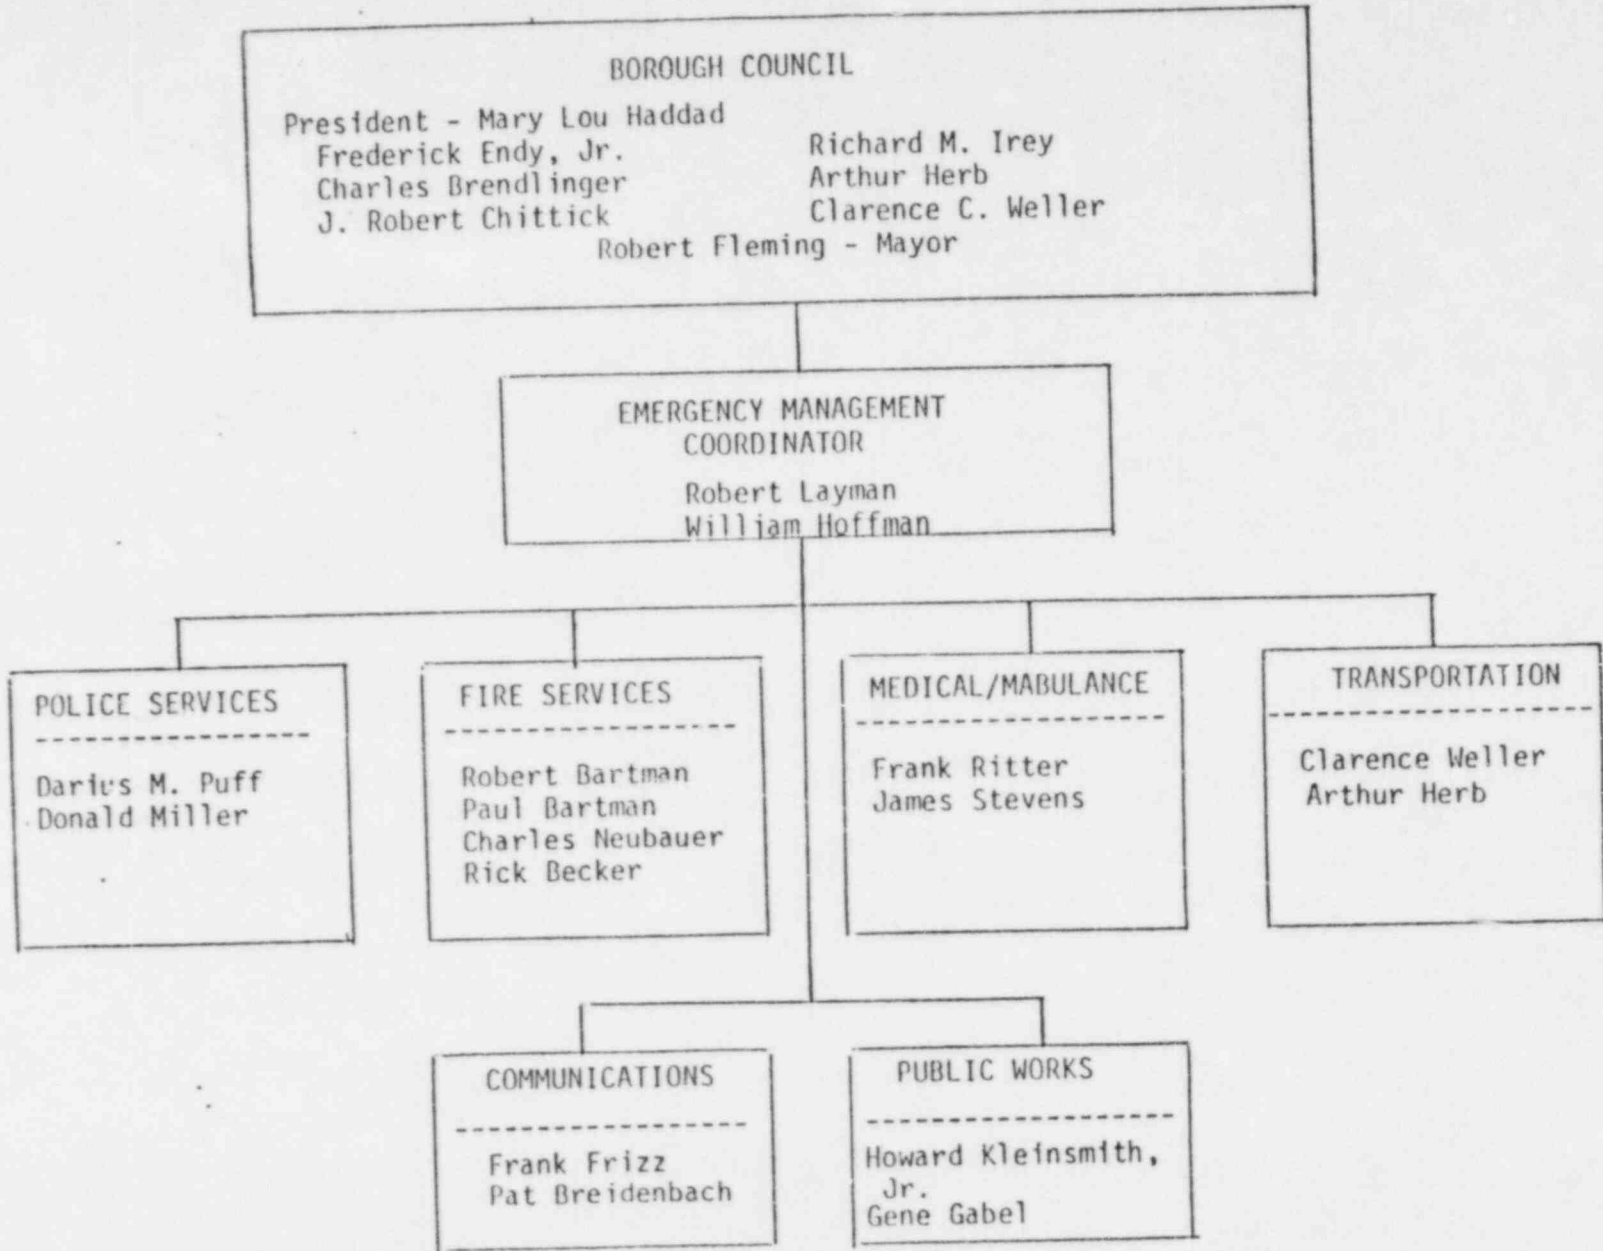 BOROUGH COUNCIL
President - Mary Lou Haddad
Frederick Endy, Jr.
Charles Brendlinger
J. Robert Chittick
Richard M. Irey
Arthur Herb
Clarence C. Weller
Robert Fleming - Mayor
EMERGENCY MANAGEMENT
COORDINATOR
Robert Layman
William Hoffman
POLICE SERVICES
Darius M. Puff
Donald Miller
FIRE SERVICES
Robert Bartman
Paul Bartman
Charles Neubauer
Rick Becker
MEDICAL/MABULANCE
Frank Ritter
James Stevens
TRANSPORTATION
Clarence Weller
Arthur Herb
COMMUNICATIONS
Frank Frizz
Pat Breidenbach
PUBLIC WORKS
Howard Kleinsmith,
Jr.
Gene Gabel